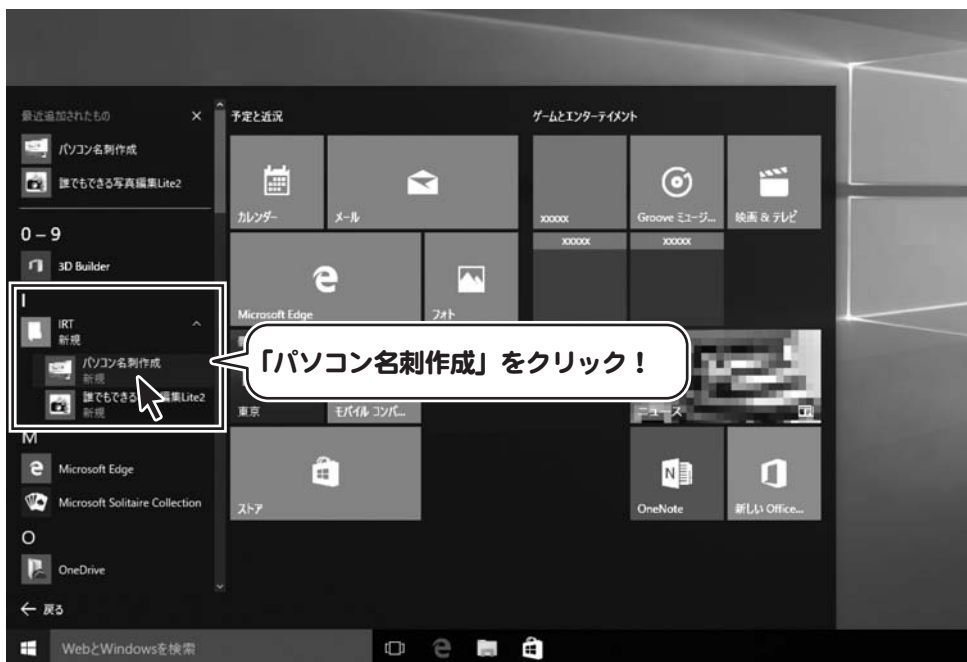 最近追加されたもの ×
パソコン名刺作成
誰でもできる写真編集Lite2
0 – 9
3D Builder
I
IRT
新規
パソコン名刺作成
新規
誰でもできる 編集Lite2
新規
M
Microsoft Edge
Microsoft Solitaire Collection
O
OneDrive
戻る
WebとWindowsを検索
予定と近況
カレンダー
メール
Microsoft Edge
フォト
東京
モバイル コンパ...
ストア
ゲームとエンターテイメント
xxxxx
Groove ミュージ...
映画 & テレビ
xxxxx
xxxxx
ニュース
OneNote
新しい Office...
「パソコン名刺作成」をクリック！